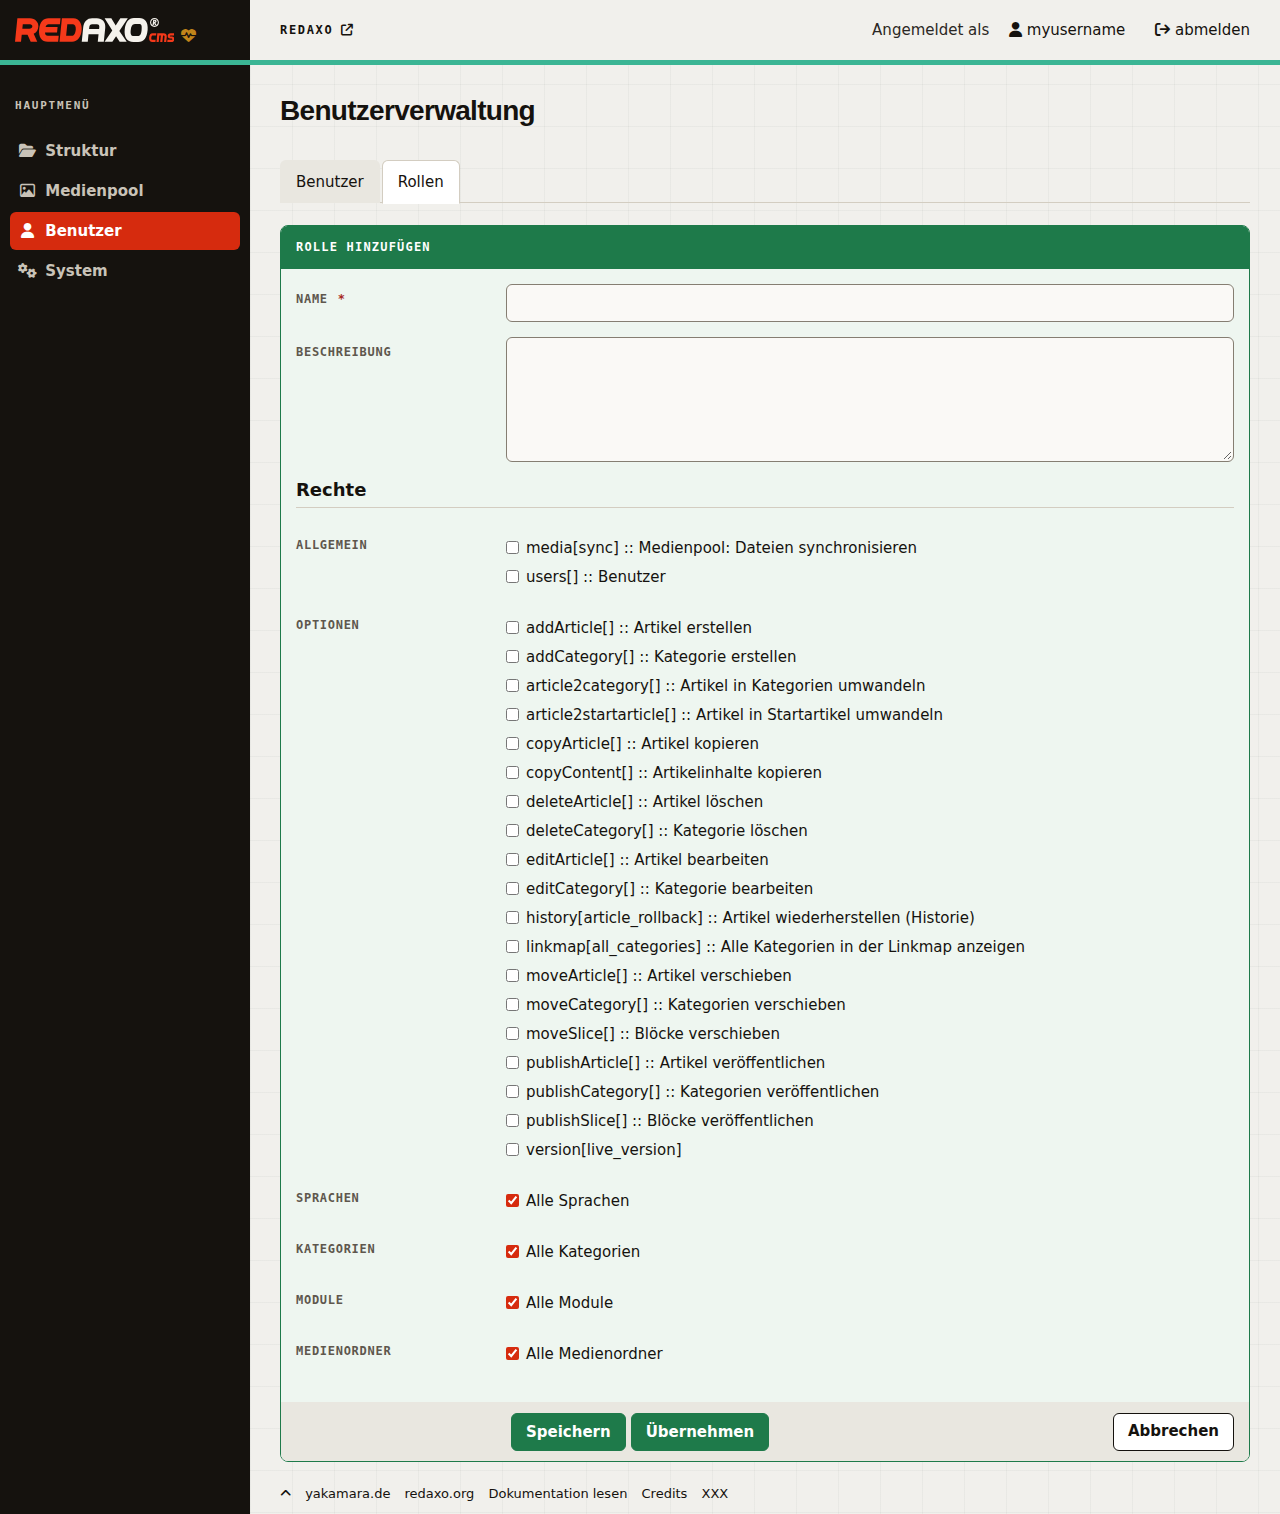 REDAXO® cms
REDAXO
Angemeldet als myusername abmelden
HAUPTMENÜ
Struktur
Medienpool
Benutzer
System
Benutzerverwaltung
Benutzer Rollen
ROLLE HINZUFÜGEN
NAME *
BESCHREIBUNG
Rechte
ALLGEMEIN
media[sync] :: Medienpool: Dateien synchronisieren
users[] :: Benutzer
OPTIONEN
addArticle[] :: Artikel erstellen
addCategory[] :: Kategorie erstellen
article2category[] :: Artikel in Kategorien umwandeln
article2startarticle[] :: Artikel in Startartikel umwandeln
copyArticle[] :: Artikel kopieren
copyContent[] :: Artikelinhalte kopieren
deleteArticle[] :: Artikel löschen
deleteCategory[] :: Kategorie löschen
editArticle[] :: Artikel bearbeiten
editCategory[] :: Kategorie bearbeiten
history[article_rollback] :: Artikel wiederherstellen (Historie)
linkmap[all_categories] :: Alle Kategorien in der Linkmap anzeigen
moveArticle[] :: Artikel verschieben
moveCategory[] :: Kategorien verschieben
moveSlice[] :: Blöcke verschieben
publishArticle[] :: Artikel veröffentlichen
publishCategory[] :: Kategorien veröffentlichen
publishSlice[] :: Blöcke veröffentlichen
version[live_version]
SPRACHEN
Alle Sprachen
KATEGORIEN
Alle Kategorien
MODULE
Alle Module
MEDIENORDNER
Alle Medienordner
Speichern Übernehmen Abbrechen
yakamara.de redaxo.org Dokumentation lesen Credits XXX